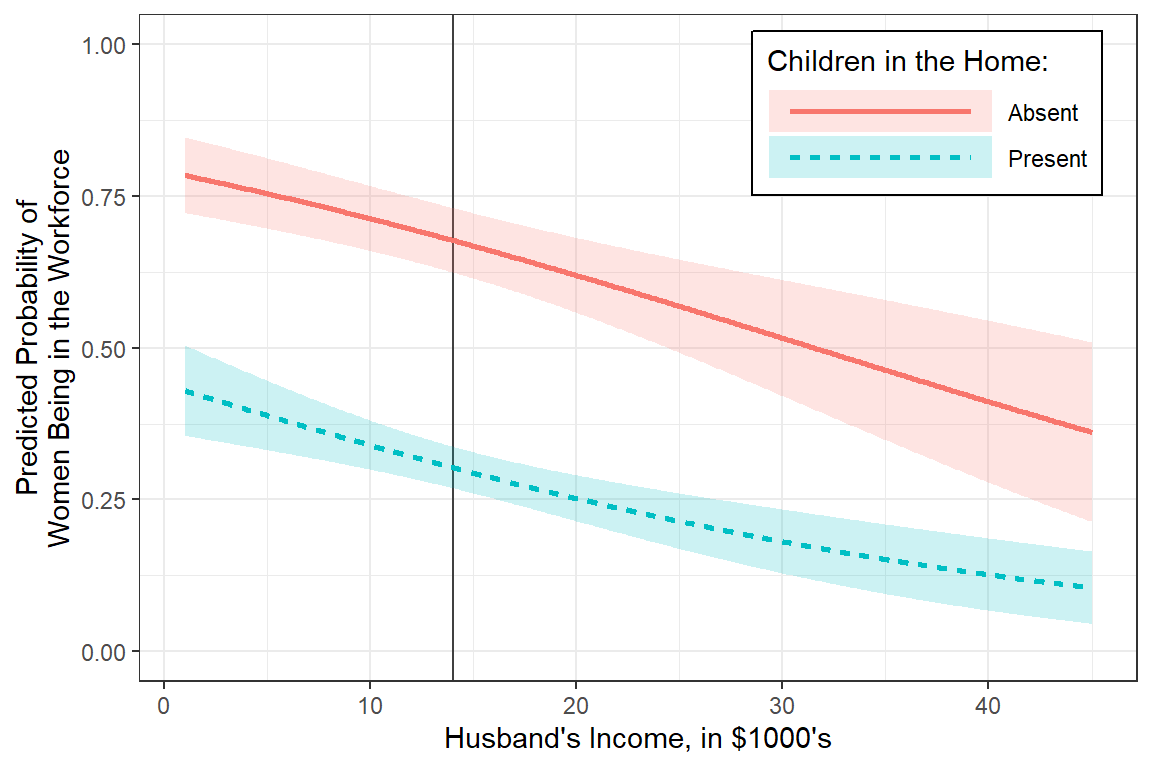 Children in the Home:
Absent
Present
1.00
0.75
0.50
0.25
0.00
Predicted Probability of
Women Being in the Workforce
0
10
20
30
40
Husband's Income, in $1000's